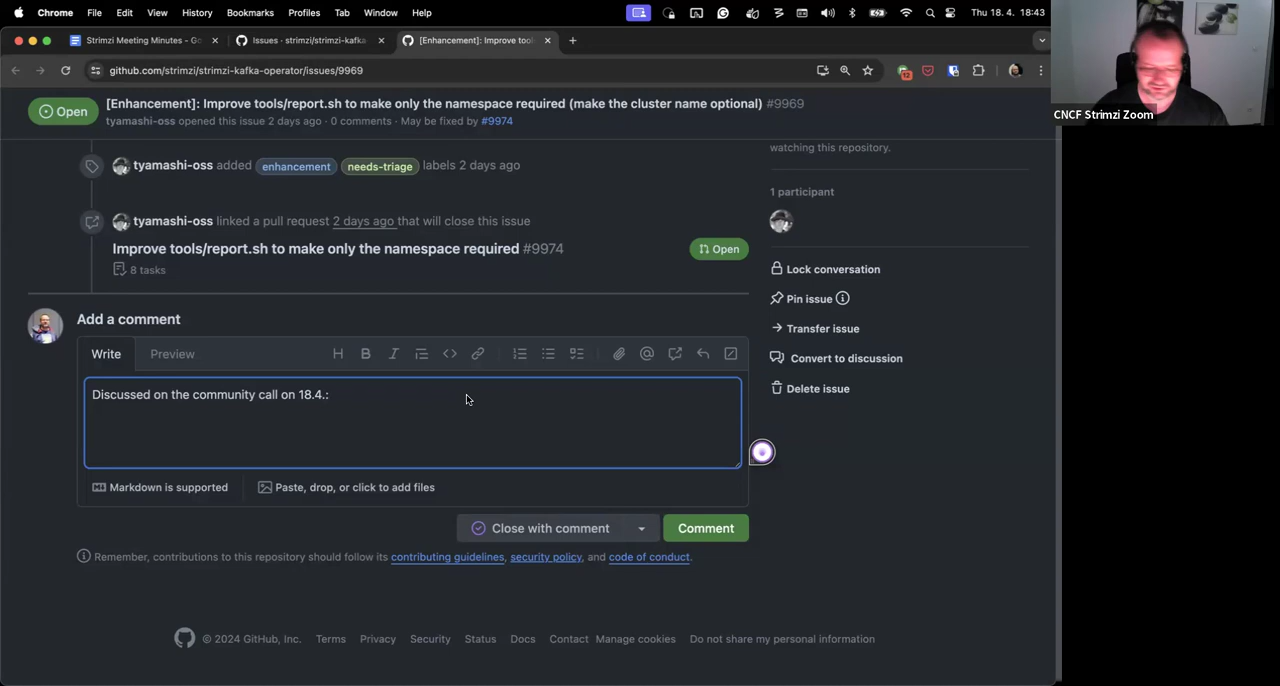 Chrome File Edit View History Bookmarks Profiles Tab Window Help Thu 18. 4. 18:43
Strimzi Meeting Minutes - Go Issues · strimzi/strimzi-kafka [Enhancement]: Improve tool
github.com/strimzi/strimzi-kafka-operator/issues/9969
12
Open
[Enhancement]: Improve tools/report.sh to make only the namespace required (make the cluster name optional) #9969
tyamashi-oss opened this issue 2 days ago · 0 comments · May be fixed by #9974
CNCF Strimzi Zoom
watching this repository.
tyamashi-oss added enhancement needs-triage labels 2 days ago
1 participant
tyamashi-oss linked a pull request 2 days ago that will close this issue
Improve tools/report.sh to make only the namespace required #9974
Open
8 tasks
Lock conversation
Pin issue
Transfer issue
Convert to discussion
Delete issue
Add a comment
Write Preview
Discussed on the community call on 18.4.:
Markdown is supported Paste, drop, or click to add files
Close with comment Comment
Remember, contributions to this repository should follow its contributing guidelines, security policy, and code of conduct.
© 2024 GitHub, Inc. Terms Privacy Security Status Docs Contact Manage cookies Do not share my personal information